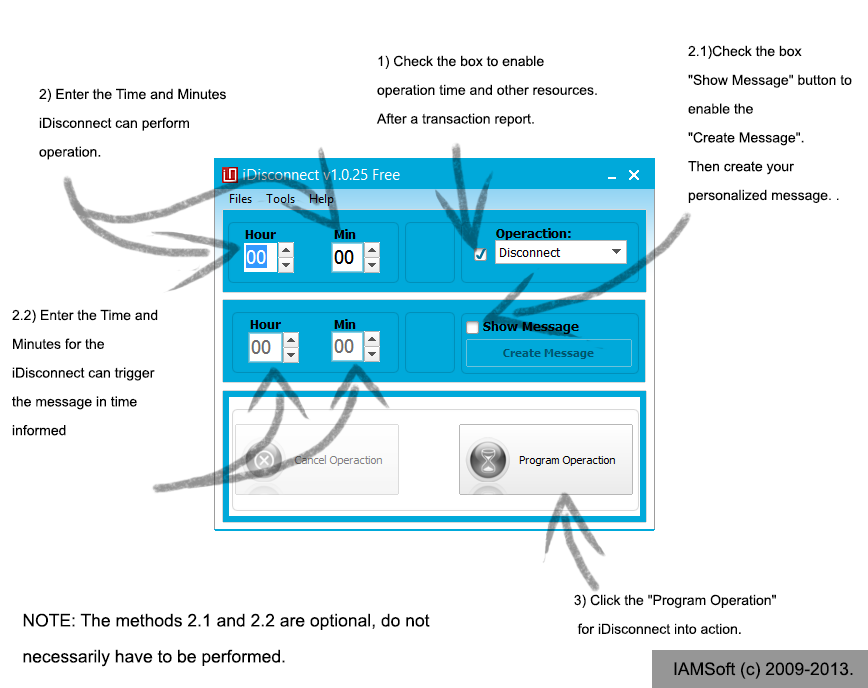 1) Check the box to enable
operation time and other resources.
After a transaction report.
2.1)Check the box
"Show Message" button to
enable the
"Create Message".
Then create your
personalized message. .
2) Enter the Time and Minutes
iDisconnect can perform
operation.
iDisconnect v1.0.25 Free
Files Tools Help
Hour Min Operaction:
00 00 Disconnect
2.2) Enter the Time and
Minutes for the
iDisconnect can trigger
the message in time
informed
Hour Min Show Message
00 00 Create Message
Cancel Operaction Program Operaction
3) Click the "Program Operation"
for iDisconnect into action.
NOTE: The methods 2.1 and 2.2 are optional, do not
necessarily have to be performed.
IAMSoft (c) 2009-2013.